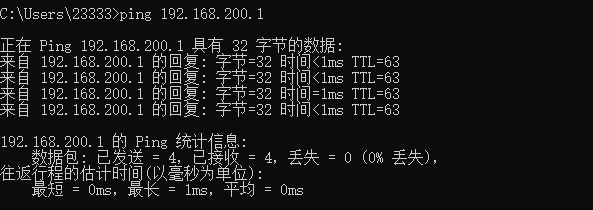 C:\Users\23333>ping 192.168.200.1
正在 Ping 192.168.200.1 具有 32 字节的数据:
来自 192.168.200.1 的回复: 字节=32 时间<1ms TTL=63
来自 192.168.200.1 的回复: 字节=32 时间<1ms TTL=63
来自 192.168.200.1 的回复: 字节=32 时间=1ms TTL=63
来自 192.168.200.1 的回复: 字节=32 时间<1ms TTL=63
192.168.200.1 的 Ping 统计信息:
数据包: 已发送 = 4, 已接收 = 4, 丢失 = 0 (0% 丢失),
往返行程的估计时间(以毫秒为单位):
最短 = 0ms, 最长 = 1ms, 平均 = 0ms